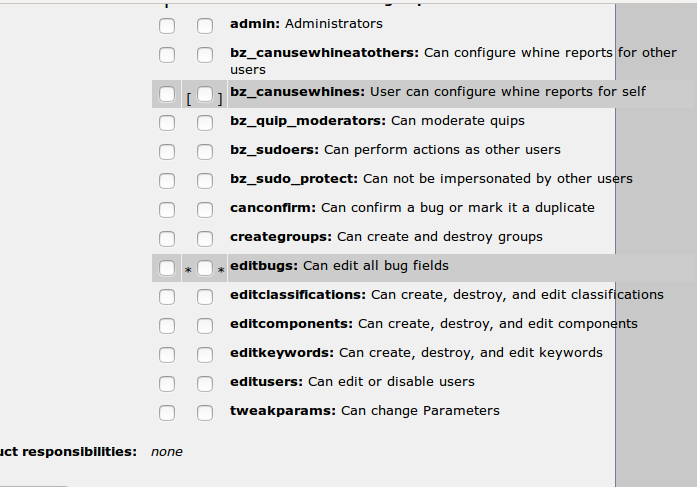 admin: Administrators
bz_canusewhineatothers: Can configure whine reports for other
users
[ ] bz_canusewhines: User can configure whine reports for self
bz_quip_moderators: Can moderate quips
bz_sudoers: Can perform actions as other users
bz_sudo_protect: Can not be impersonated by other users
canconfirm: Can confirm a bug or mark it a duplicate
creategroups: Can create and destroy groups
* * editbugs: Can edit all bug fields
editclassifications: Can create, destroy, and edit classifications
editcomponents: Can create, destroy, and edit components
editkeywords: Can create, destroy, and edit keywords
editusers: Can edit or disable users
tweakparams: Can change Parameters
uct responsibilities: none